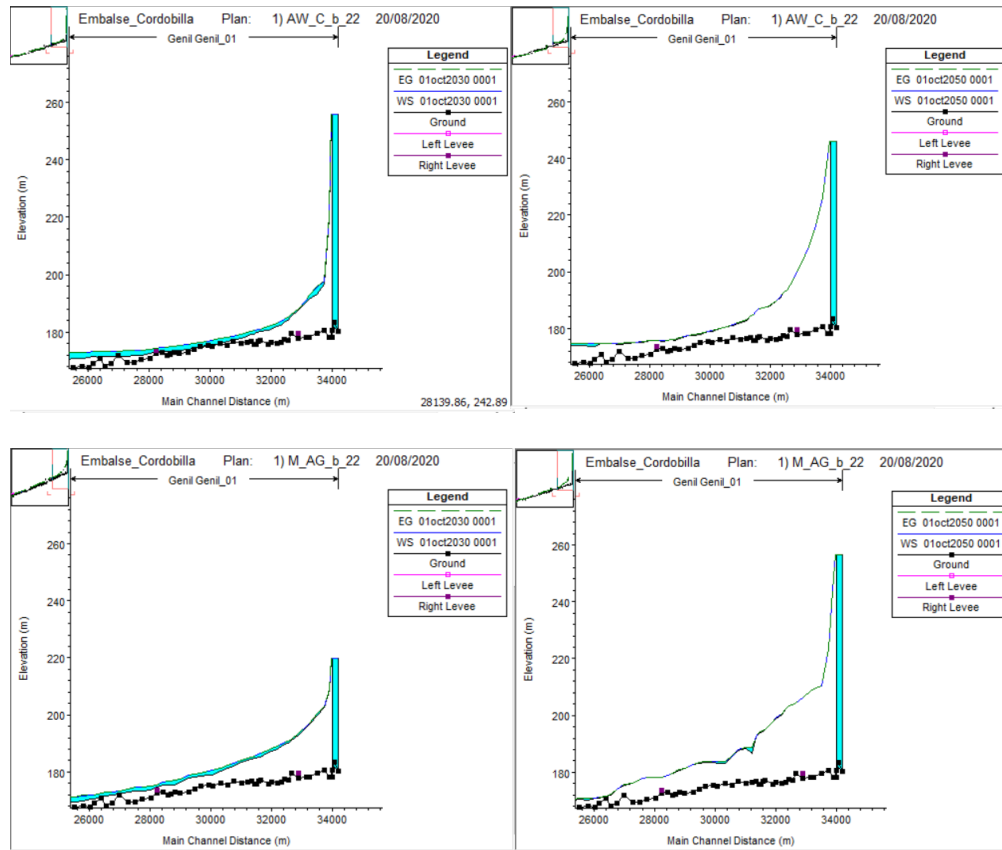 Embalse_Cordobilla Plan: 1) AW_C_b_22 20/08/2020
Genil Genil_01
Legend
EG 01oct2030 0001
WS 01oct2030 0001
Ground
Left Levee
Right Levee
260
240
220
200
180
Elevation (m)
26000 28000 30000 32000 34000
Main Channel Distance (m)
28139.86, 242.89
Embalse_Cordobilla Plan: 1) AW_C_b_22 20/08/2020
Genil Genil_01
Legend
EG 01oct2050 0001
WS 01oct2050 0001
Ground
Left Levee
Right Levee
260
240
220
200
180
Elevation (m)
26000 28000 30000 32000 34000
Main Channel Distance (m)
Embalse_Cordobilla Plan: 1) M_AG_b_22 20/08/2020
Genil Genil_01
Legend
EG 01oct2030 0001
WS 01oct2030 0001
Ground
Left Levee
Right Levee
260
240
220
200
180
Elevation (m)
26000 28000 30000 32000 34000
Main Channel Distance (m)
Embalse_Cordobilla Plan: 1) M_AG_b_22 20/08/2020
Genil Genil_01
Legend
EG 01oct2050 0001
WS 01oct2050 0001
Ground
Left Levee
Right Levee
260
240
220
200
180
Elevation (m)
26000 28000 30000 32000 34000
Main Channel Distance (m)